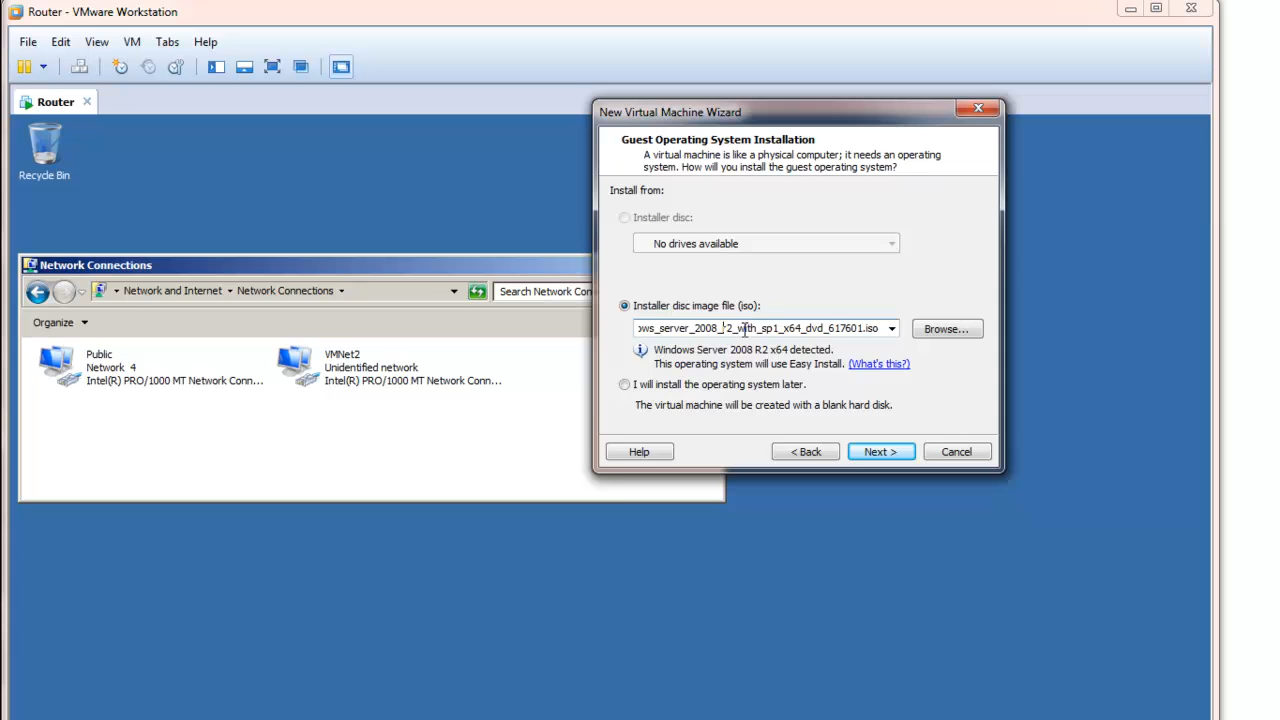 Router - VMware Workstation
File Edit View VM Tabs Help
Router
Recycle Bin
Network Connections
Network and Internet Network Connections
Search Network Con
Organize
Public
Network 4
Intel(R) PRO/1000 MT Network Conn...
VMNet2
Unidentified network
Intel(R) PRO/1000 MT Network Conn...
New Virtual Machine Wizard
Guest Operating System Installation
A virtual machine is like a physical computer; it needs an operating
system. How will you install the guest operating system?
Install from:
Installer disc:
No drives available
Installer disc image file (iso):
ows_server_2008_r2_with_sp1_x64_dvd_617601.iso
Browse...
Windows Server 2008 R2 x64 detected.
This operating system will use Easy Install. (What's this?)
I will install the operating system later.
The virtual machine will be created with a blank hard disk.
Help < Back Next > Cancel